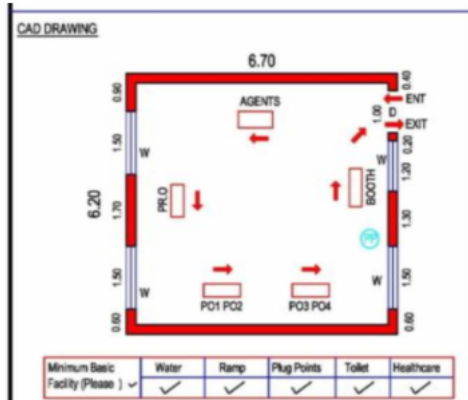 CAD DRAWING
6.70
0.90
AGENTS
0.40
ENT
1.00
D
EXIT
1.50
W
0.20
W
1.20
6.20
1.70
PR.O
BOOTH
1.30
PP
1.50
W
W
1.50
PO1 PO2
PO3 PO4
0.60
0.60
Minimum Basic Water Ramp Plug Points Toilet Healthcare
Facility (Please ) ✓ ✓ ✓ ✓ ✓ ✓